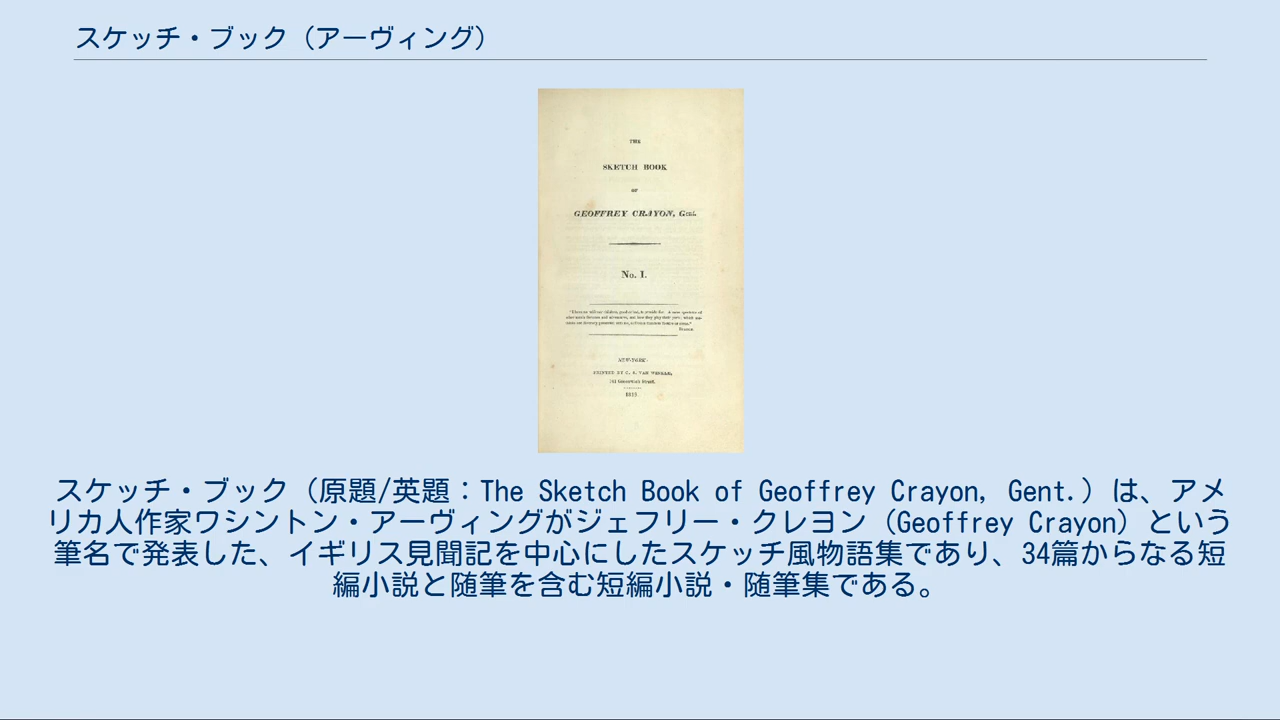 スケッチ・ブック（アーヴィング）
THE
SKETCH BOOK
OF
GEOFFREY CRAYON, Gent.
No. I.
NEW-YORK:
PRINTED BY C. S. VAN WINKLE,
スケッチ・ブック（原題/英題：The Sketch Book of Geoffrey Crayon, Gent.）は、アメ
リカ人作家ワシントン・アーヴィングがジェフリー・クレヨン（Geoffrey Crayon）という
筆名で発表した、イギリス見聞記を中心にしたスケッチ風物語集であり、34篇からなる短
編小説と随筆を含む短編小説・随筆集である。